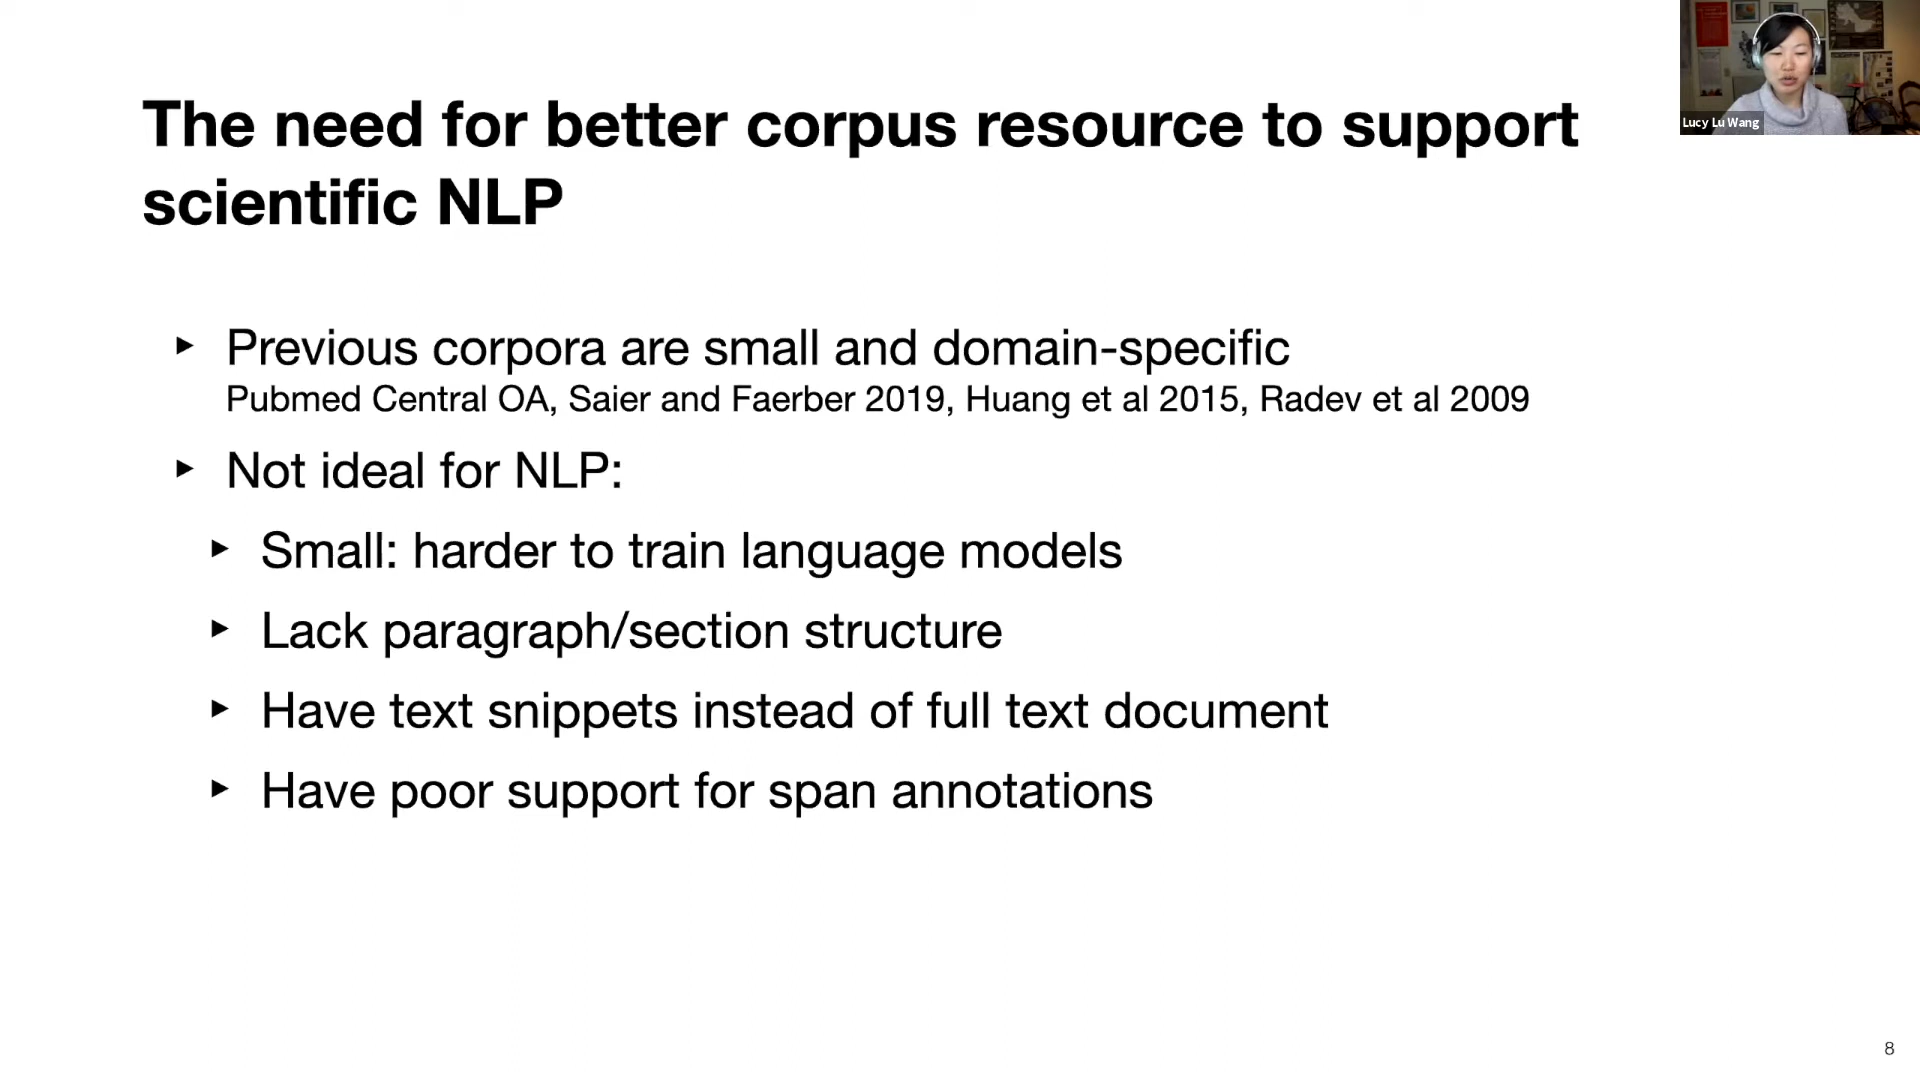 The need for better corpus resource to support
scientific NLP
Lucy Lu Wang
‣ Previous corpora are small and domain-specific
Pubmed Central OA, Saier and Faerber 2019, Huang et al 2015, Radev et al 2009
‣ Not ideal for NLP:
‣ Small: harder to train language models
‣ Lack paragraph/section structure
‣ Have text snippets instead of full text document
‣ Have poor support for span annotations
8